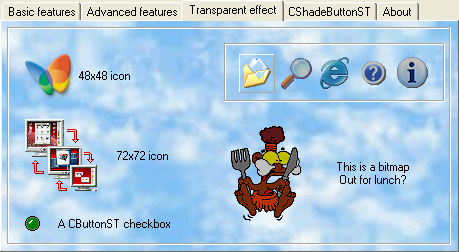 Basic features
Advanced features
Transparent effect
CShadeButtonST
About
48x48 icon
72x72 icon
This is a bitmap
Out for lunch?
A CButtonST checkbox